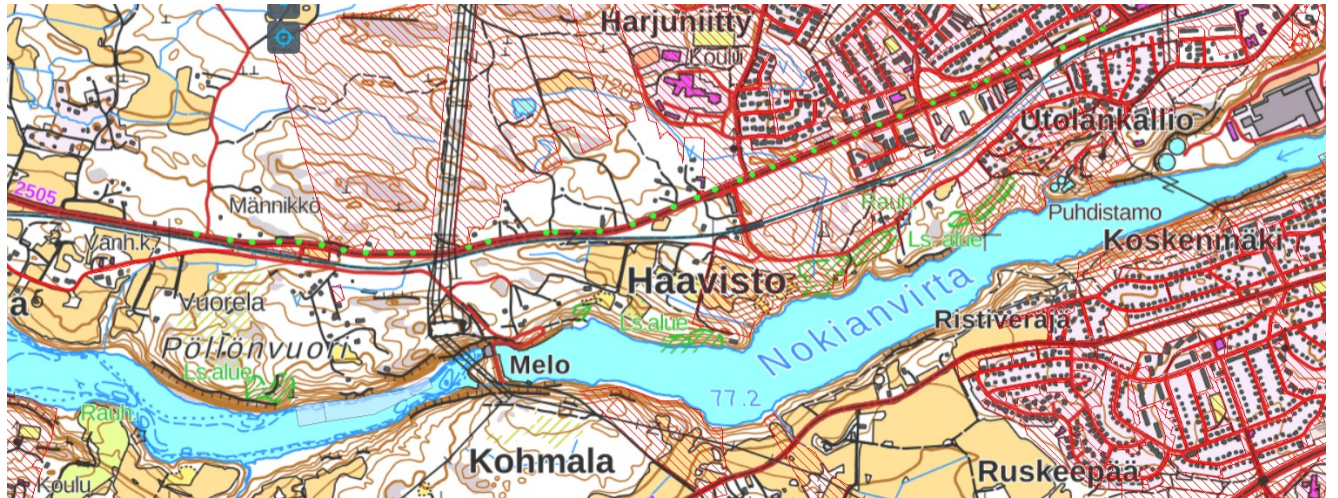 Harjuniitty
Koulu
120
Utolankallio
2505
Männikkö
Rauh.
Puhdistamo
Vanh.k.
Ls.alue
Koskenmäki
Haavisto
Vuorela
Nokianvirta
Ls.alue
Ristiveräjä
Pöllönvuori
Melo
Ls.alue
77.2
Rauh.
Kohmala
Ruskeepää
Koulu